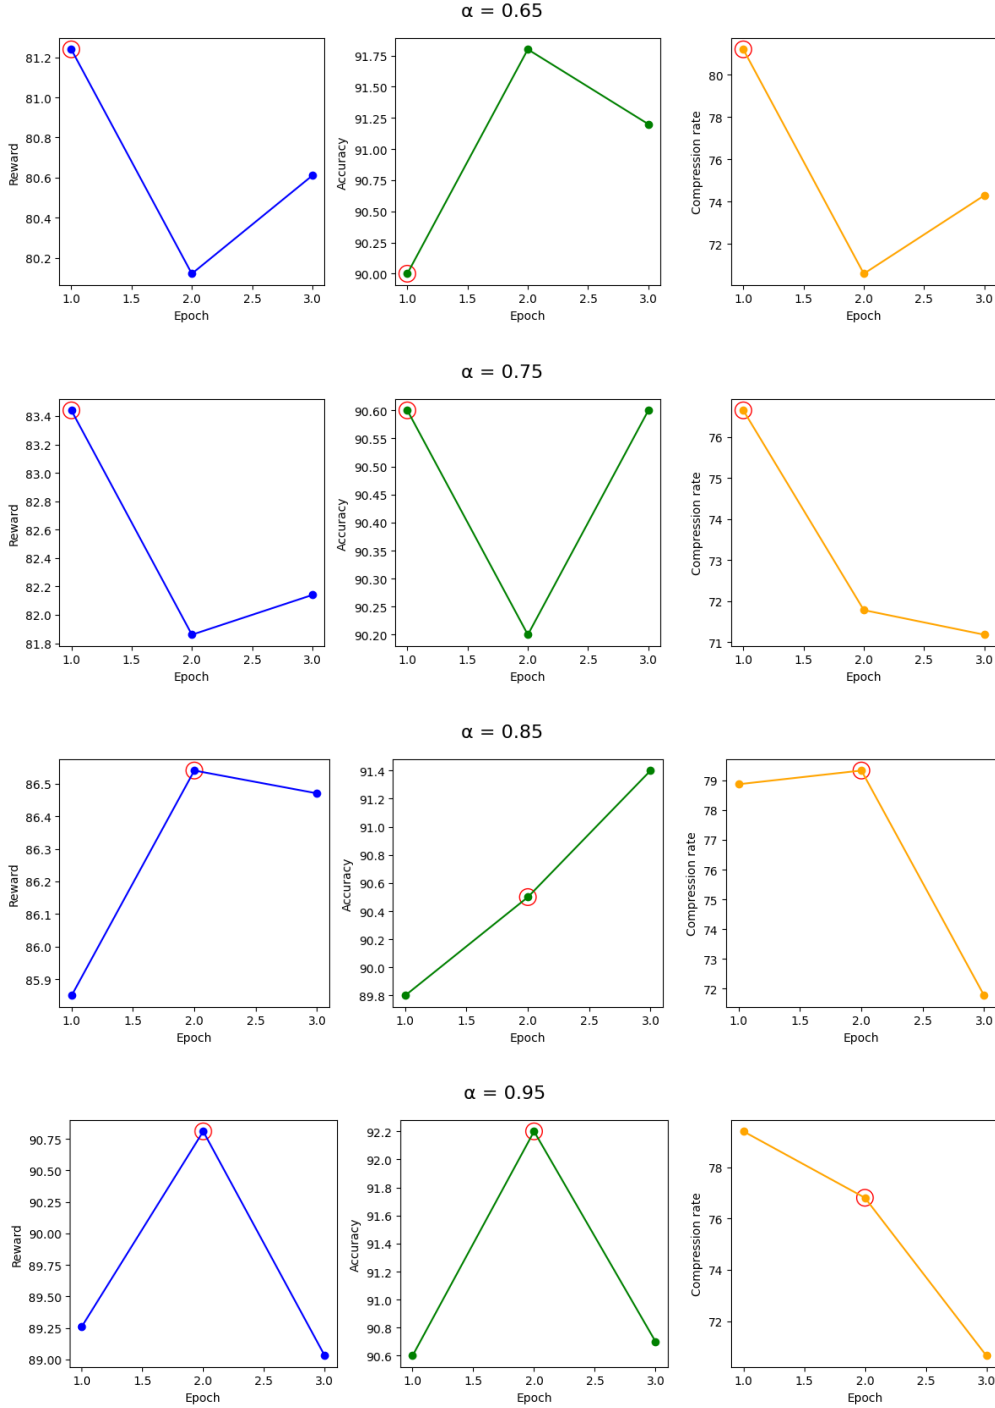 α = 0.65
Reward
81.2
81.0
80.8
80.6
80.4
80.2
1.0 1.5 2.0 2.5 3.0
Epoch
Accuracy
91.75
91.50
91.25
91.00
90.75
90.50
90.25
90.00
1.0 1.5 2.0 2.5 3.0
Epoch
Compression rate
80
78
76
74
72
1.0 1.5 2.0 2.5 3.0
Epoch
α = 0.75
Reward
83.4
83.2
83.0
82.8
82.6
82.4
82.2
82.0
81.8
1.0 1.5 2.0 2.5 3.0
Epoch
Accuracy
90.60
90.55
90.50
90.45
90.40
90.35
90.30
90.25
90.20
1.0 1.5 2.0 2.5 3.0
Epoch
Compression rate
76
75
74
73
72
71
1.0 1.5 2.0 2.5 3.0
Epoch
α = 0.85
Reward
86.5
86.4
86.3
86.2
86.1
86.0
85.9
1.0 1.5 2.0 2.5 3.0
Epoch
Accuracy
91.4
91.2
91.0
90.8
90.6
90.4
90.2
90.0
89.8
1.0 1.5 2.0 2.5 3.0
Epoch
Compression rate
79
78
77
76
75
74
73
72
1.0 1.5 2.0 2.5 3.0
Epoch
α = 0.95
Reward
90.75
90.50
90.25
90.00
89.75
89.50
89.25
89.00
1.0 1.5 2.0 2.5 3.0
Epoch
Accuracy
92.2
92.0
91.8
91.6
91.4
91.2
91.0
90.8
90.6
1.0 1.5 2.0 2.5 3.0
Epoch
Compression rate
78
76
74
72
1.0 1.5 2.0 2.5 3.0
Epoch